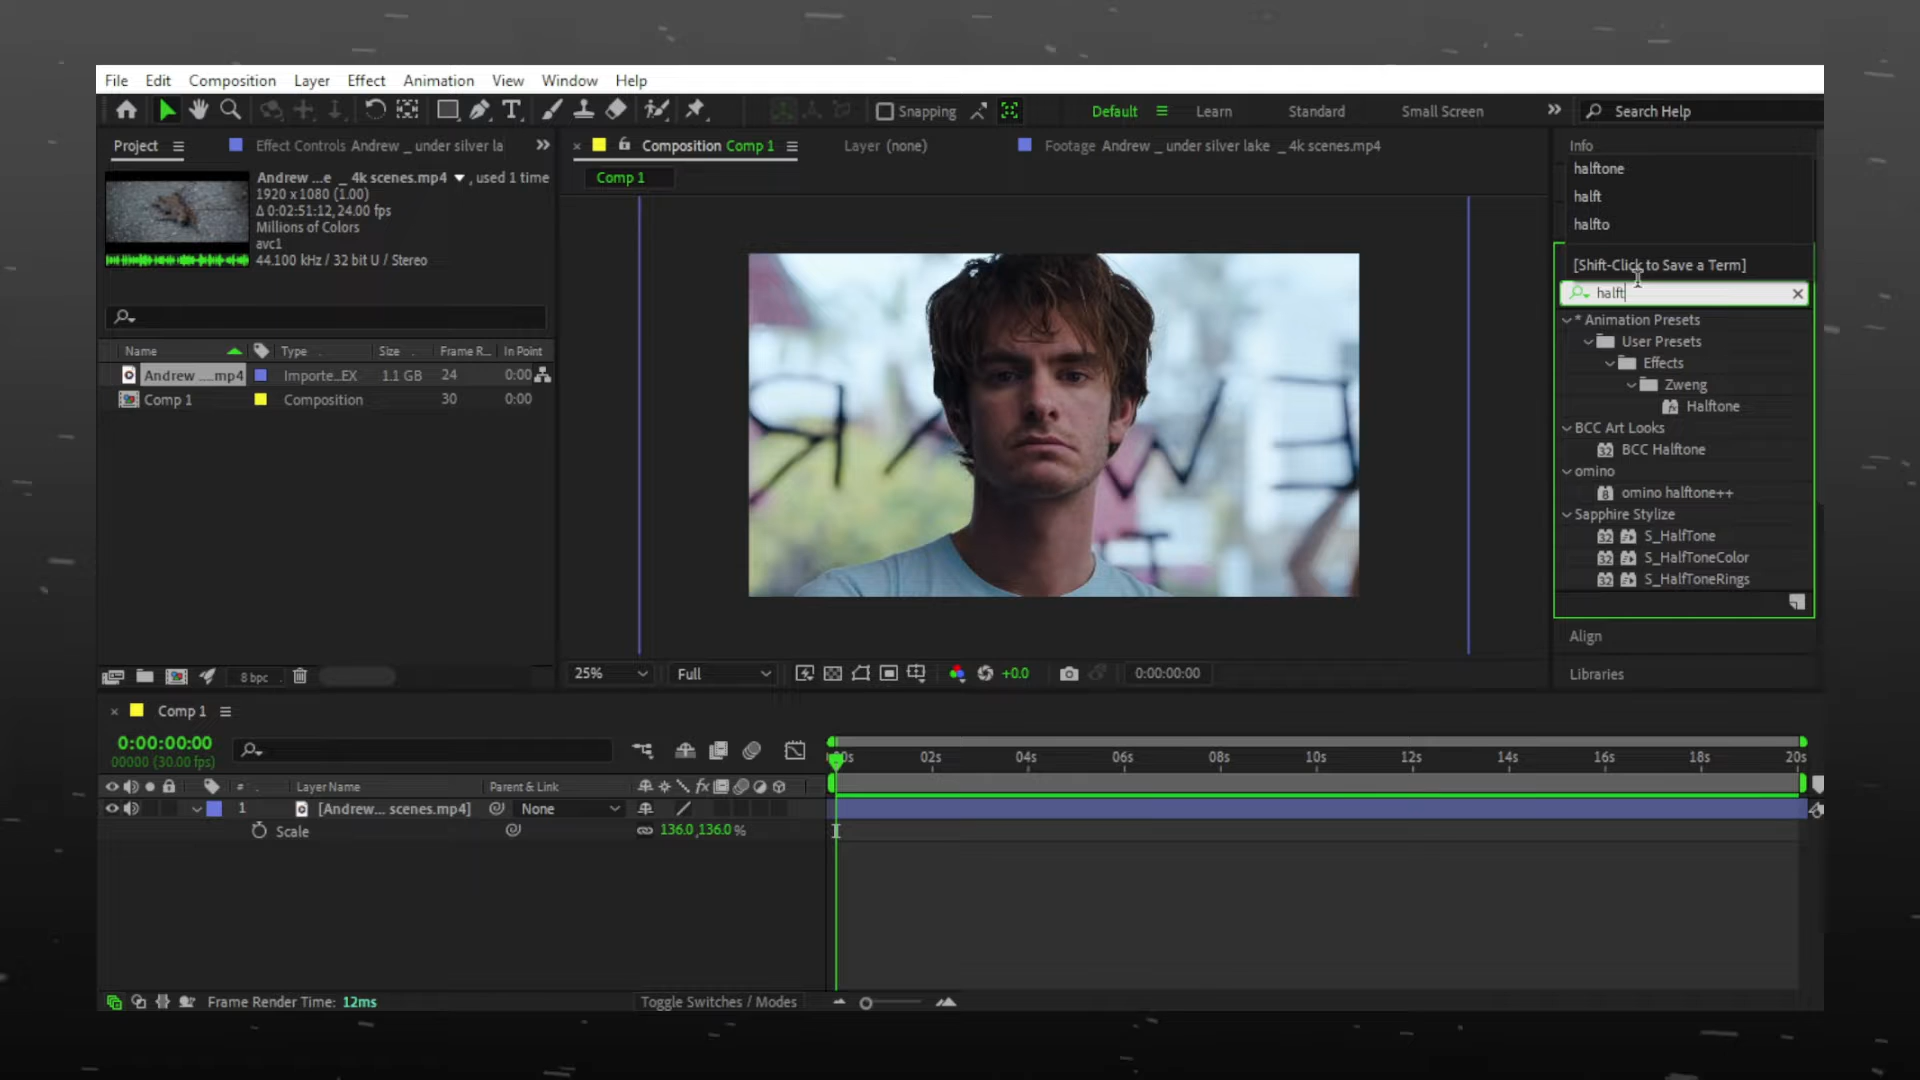 File Edit Composition Layer Effect Animation View Window Help
Snapping Default Learn Standard Small Screen Search Help
Project Effect Controls Andrew _ under silver la
Composition Comp 1 Layer (none) Footage Andrew _ under silver lake _ 4k scenes.mp4
Info
Comp 1
Andrew ...e _ 4k scenes.mp4 , used 1 time
1920 x 1080 (1.00)
Δ 0:02:51:12, 24.00 fps
Millions of Colors
avc1
44.100 kHz / 32 bit U / Stereo
Name Type Size Frame R... In Point
Andrew ....mp4 Importe...EX 1.1 GB 24 0:00
Comp 1 Composition 30 0:00
8 bpc
halftone
halft
halfto
[Shift-Click to Save a Term]
halft
* Animation Presets
User Presets
Effects
Zweng
Halftone
BCC Art Looks
32 BCC Halftone
omino
8 omino halftone++
Sapphire Stylize
32 S_HalfTone
32 S_HalfToneColor
32 S_HalfToneRings
Align
Libraries
25% Full +0.0 0:00:00:00
Comp 1
0:00:00:00
00000 (30.00 fps)
02s 04s 06s 08s 10s 12s 14s 16s 18s 20s
# Layer Name Parent & Link
1 [Andrew... scenes.mp4] None
Scale 136.0,136.0 %
Frame Render Time: 12ms
Toggle Switches / Modes